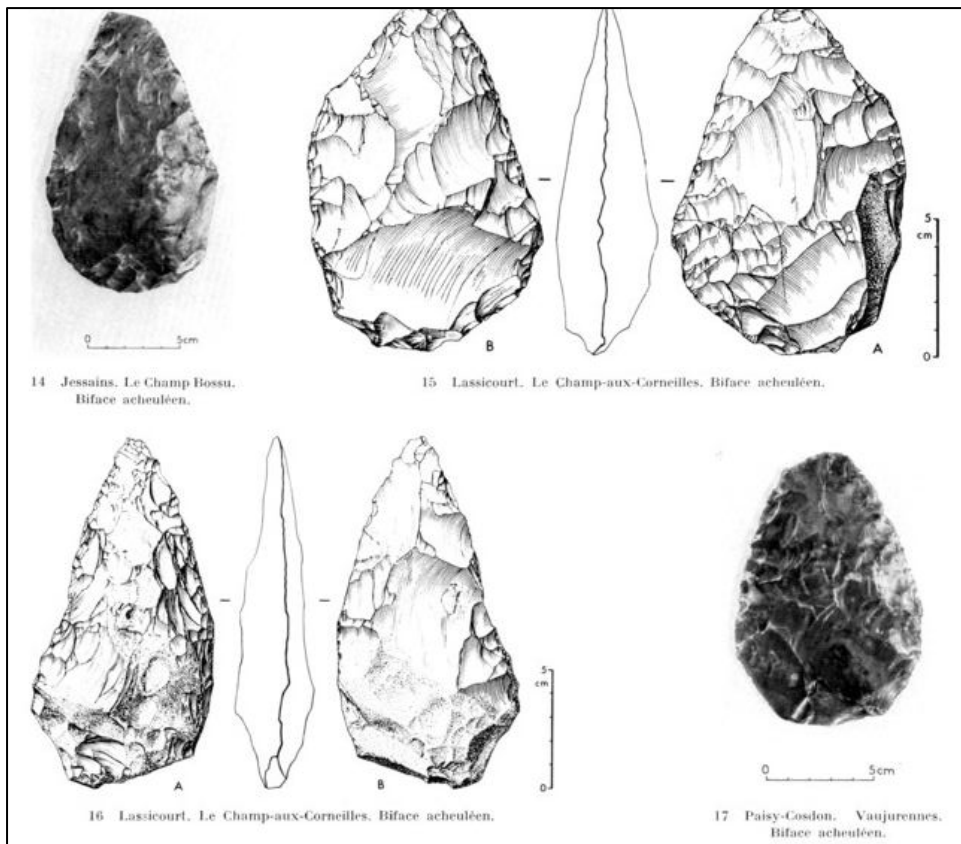 B
A
5
cm
0
0 5cm
14 Jessains. Le Champ Bossu.
Biface acheuléen.
15 Lassicourt. Le Champ-aux-Corneilles. Biface acheuléen.
A
B
5
cm
0
16 Lassicourt. Le Champ-aux-Corneilles. Biface acheuléen.
0 5cm
17 Paisy-Cosdon. Vaujurennes.
Biface acheuléen.